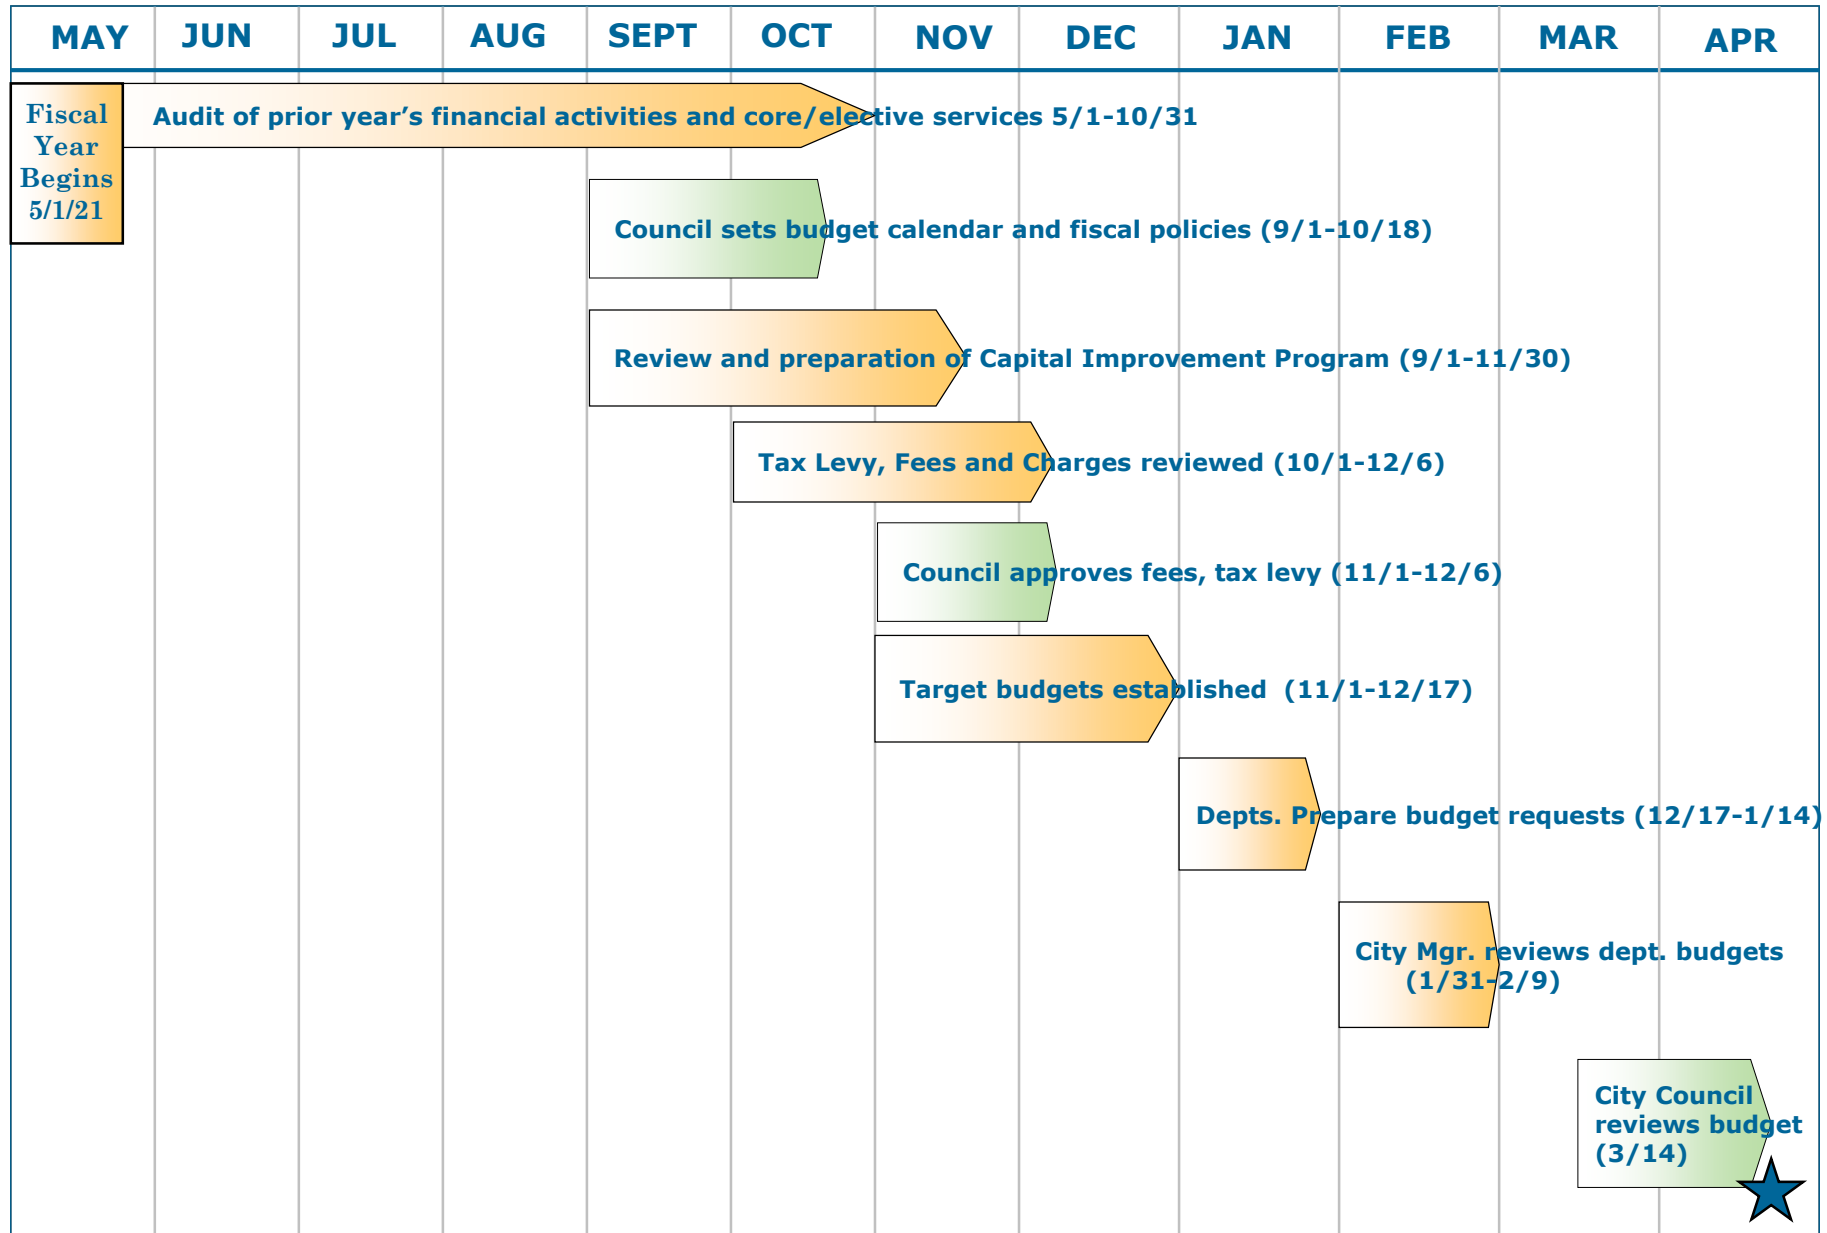 MAY JUN JUL AUG SEPT OCT NOV DEC JAN FEB MAR APR
Fiscal
Year
Begins
5/1/21
Audit of prior year’s financial activities and core/elective services 5/1-10/31
Council sets budget calendar and fiscal policies (9/1-10/18)
Review and preparation of Capital Improvement Program (9/1-11/30)
Tax Levy, Fees and Charges reviewed (10/1-12/6)
Council approves fees, tax levy (11/1-12/6)
Target budgets established  (11/1-12/17)
Depts. Prepare budget requests (12/17-1/14)
City Mgr. reviews dept. budgets
(1/31-2/9)
City Council
reviews budget
(3/14)